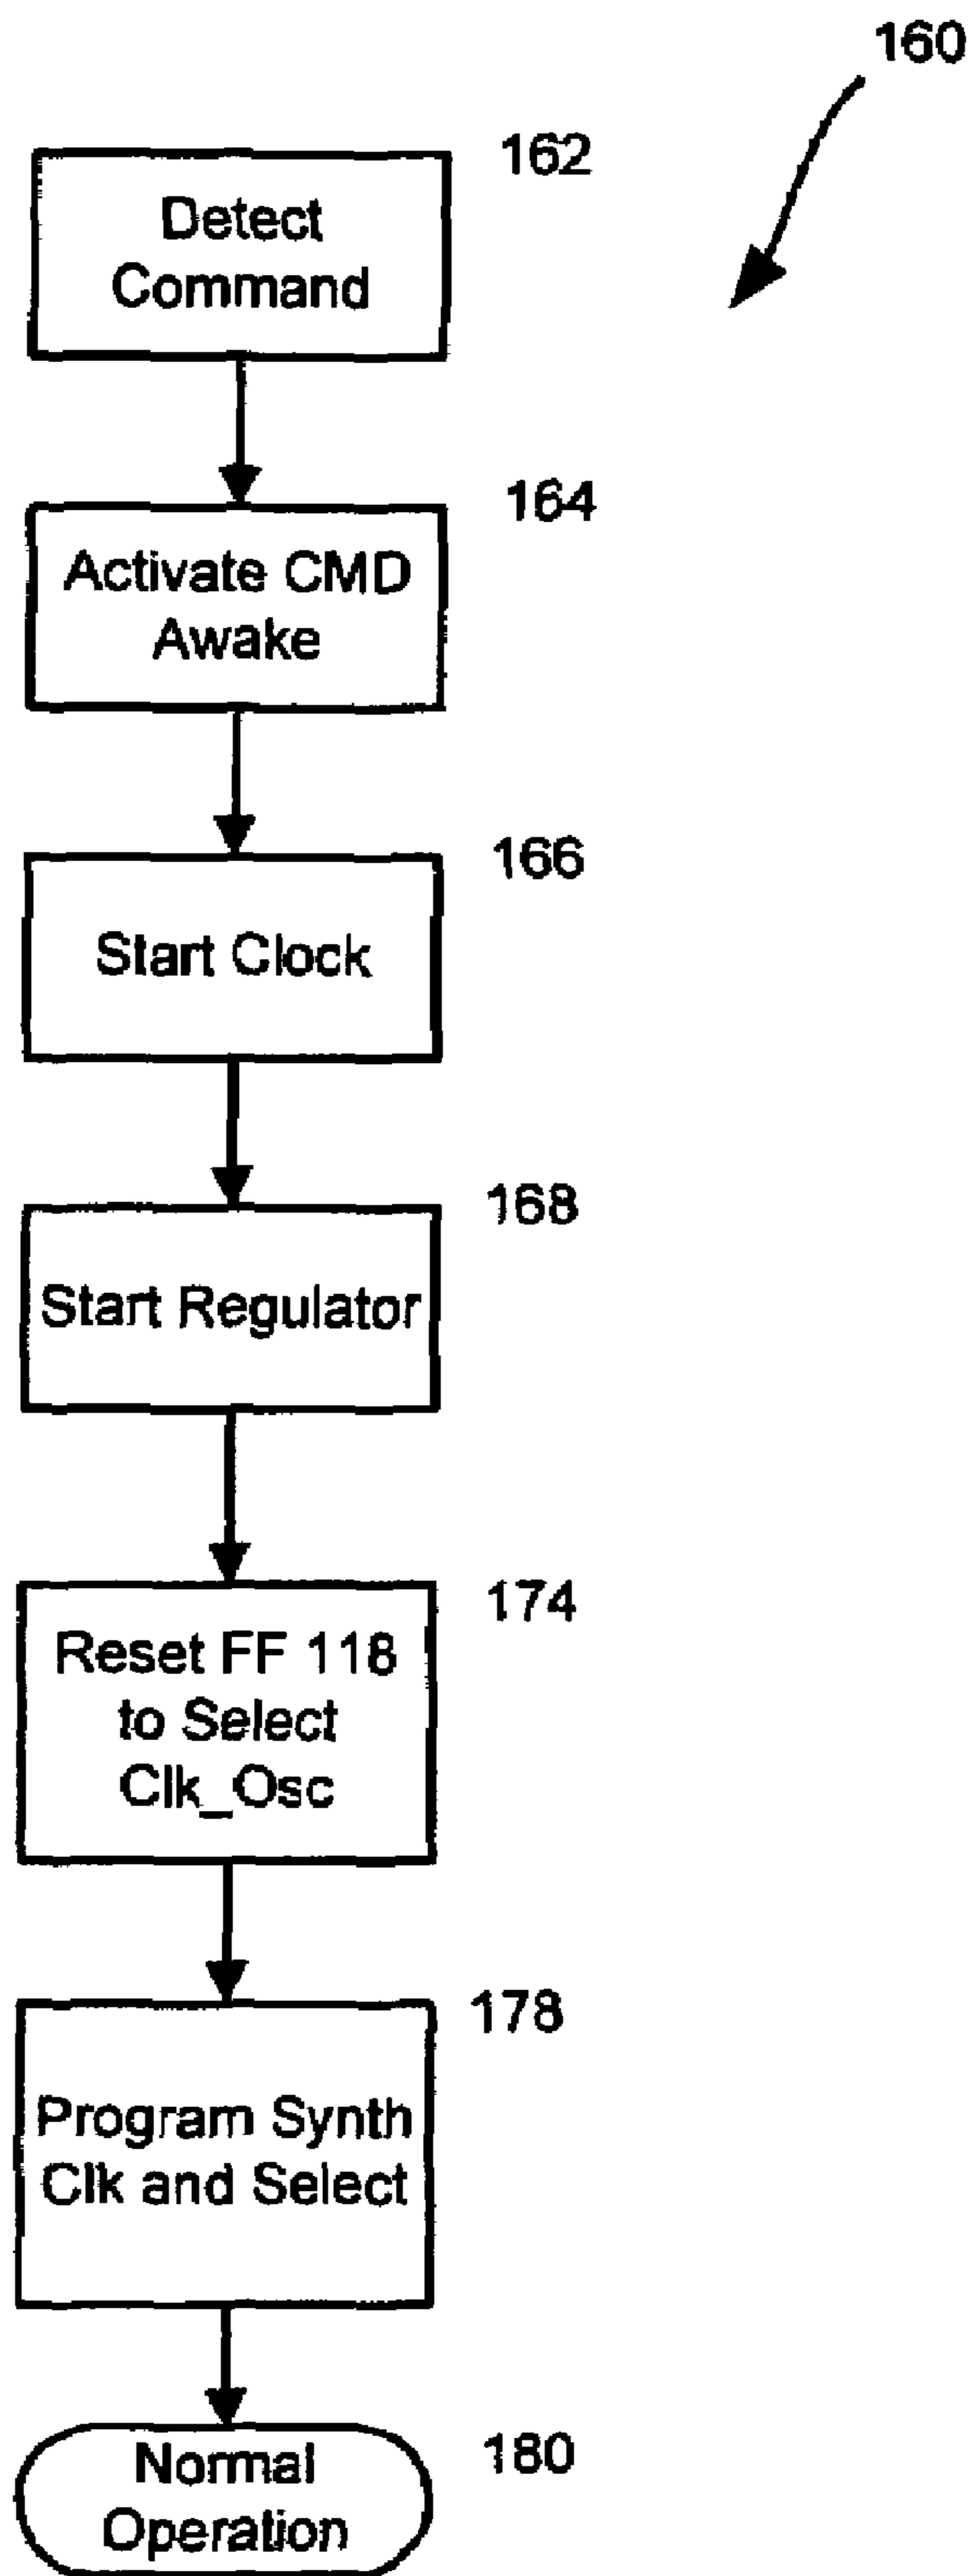 160
162
Detect
Command
164
Activate CMD
Awake
166
Start Clock
168
Start Regulator
174
Reset FF 118
to Select
Clk_Osc
178
Program Synth
Clk and Select
180
Normal
Operation